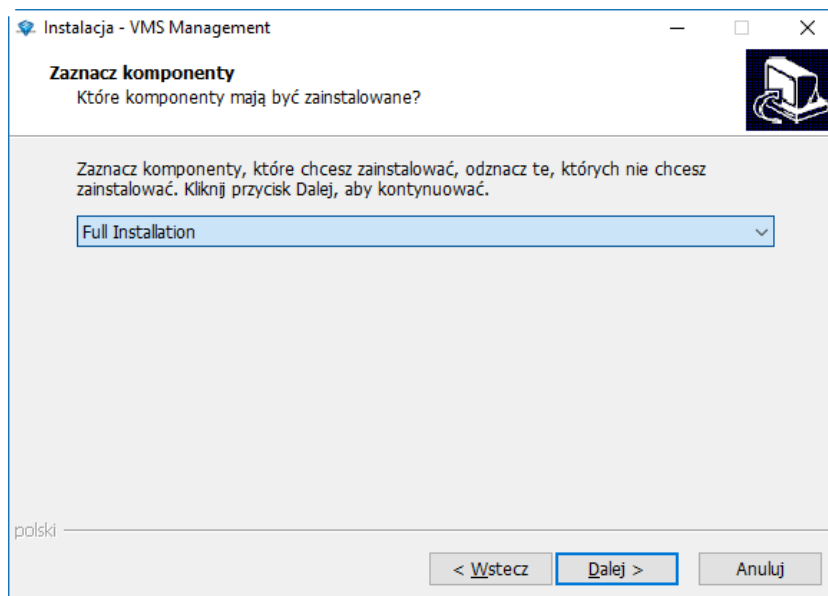 Instalacja - VMS Management
Zaznacz komponenty
Które komponenty mają być zainstalowane?
Zaznacz komponenty, które chcesz zainstalować, odznacz te, których nie chcesz
zainstalować. Kliknij przycisk Dalej, aby kontynuować.
Full Installation
polski
< Wstecz
Dalej >
Anuluj